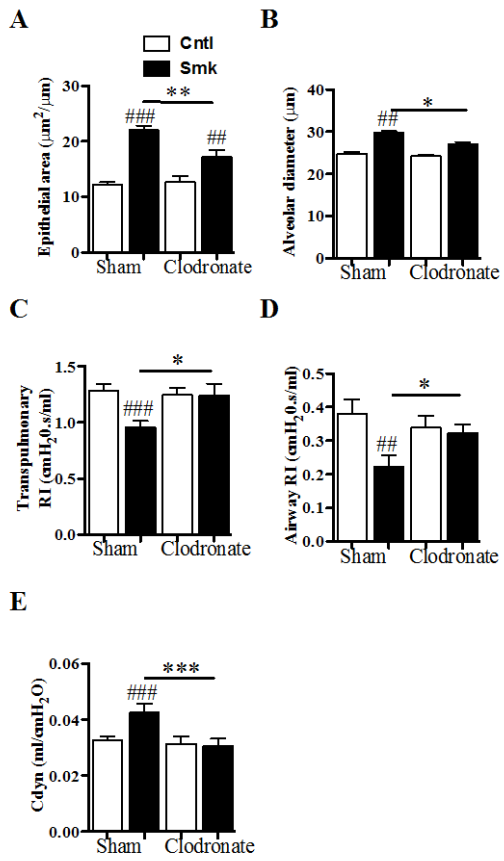 A
B
Cntl
Smk
Epithelial area (μm²/μm)
30
20
10
0
###
**
##
Sham
Clodronate
Alveolar diameter (μm)
40
30
20
10
0
##
*
Sham
Clodronate
C
D
Transpulmonary
RI (cmH₂0.s/ml)
1.5
1.0
0.5
0.0
###
*
Sham
Clodronate
Airway RI (cmH₂0.s/ml)
0.5
0.4
0.3
0.2
0.1
0.0
##
*
Sham
Clodronate
E
Cdyn (ml/cmH₂O)
0.06
0.04
0.02
0.00
###
***
Sham
Clodronate